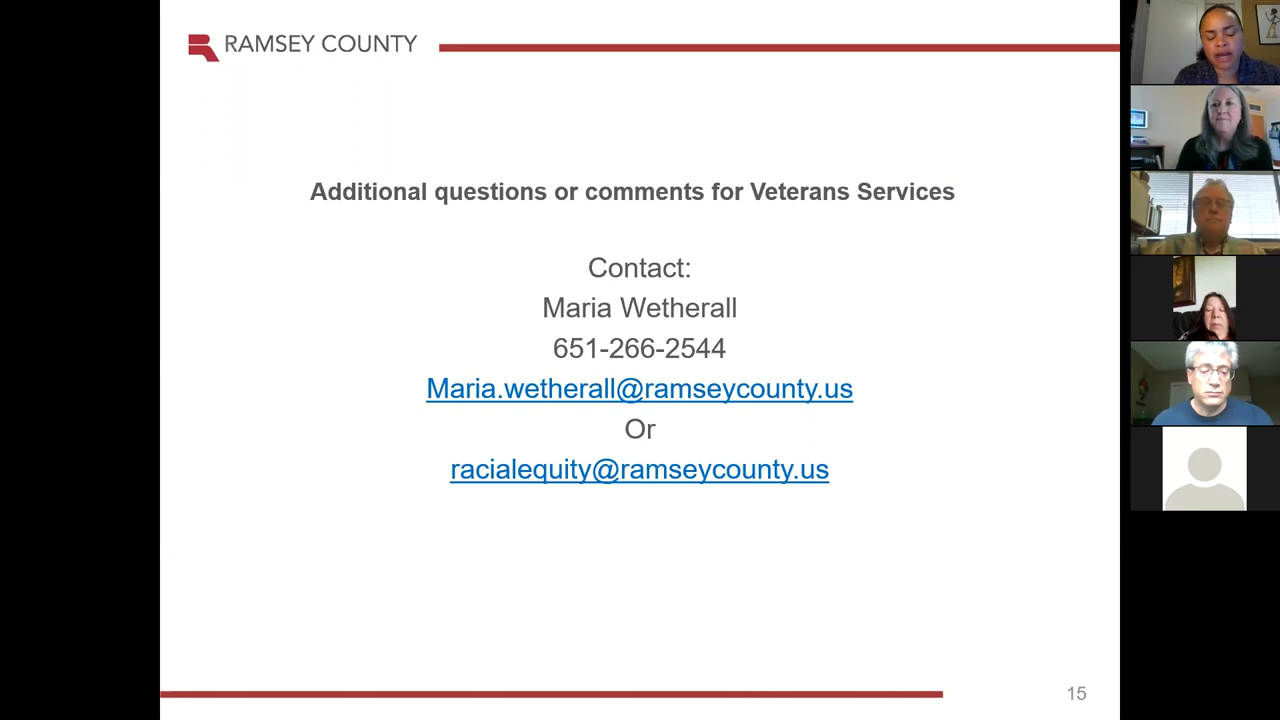 RAMSEY COUNTY
Additional questions or comments for Veterans Services
Contact:
Maria Wetherall
651-266-2544
Maria.wetherall@ramseycounty.us
Or
racialequity@ramseycounty.us
15